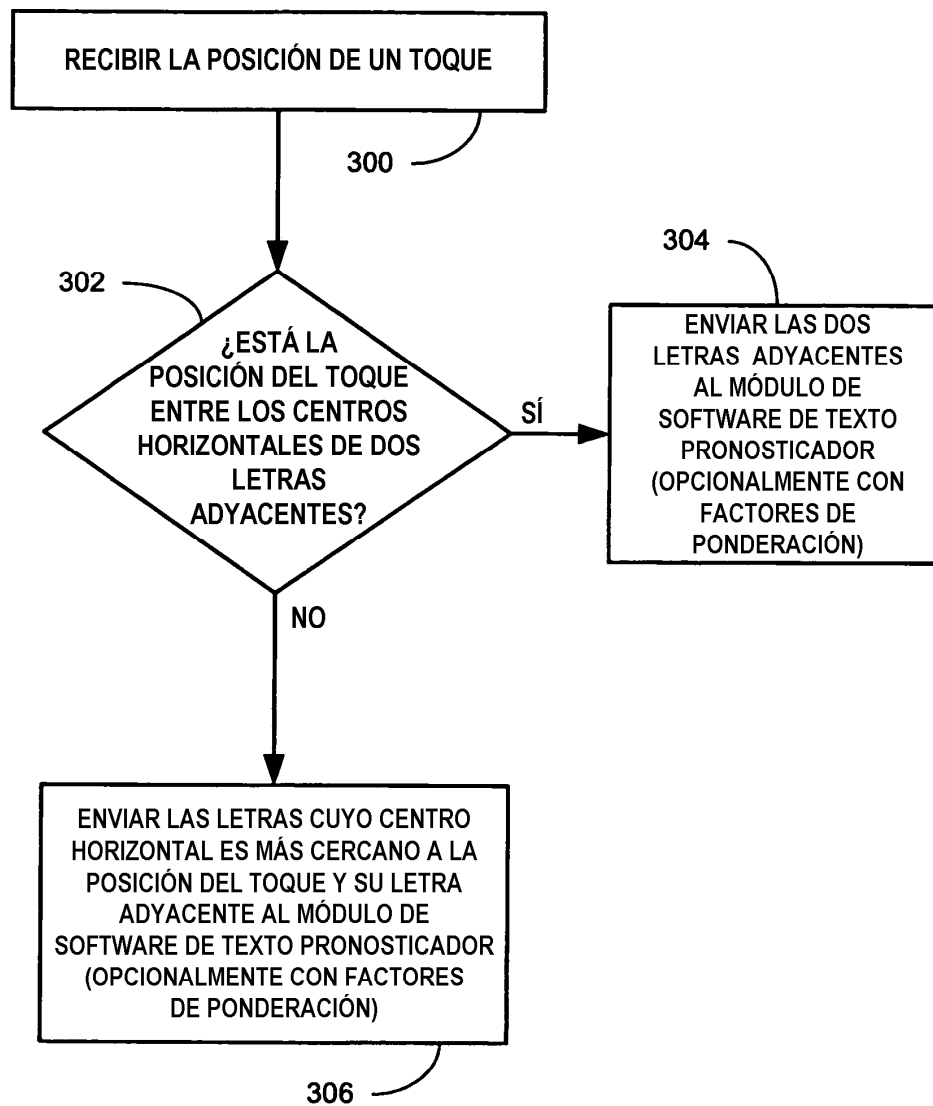 RECIBIR LA POSICIÓN DE UN TOQUE
300
302
¿ESTÁ LA
POSICIÓN DEL TOQUE
ENTRE LOS CENTROS
HORIZONTALES DE DOS
LETRAS
ADYACENTES?
SÍ
304
ENVIAR LAS DOS
LETRAS ADYACENTES
AL MÓDULO DE
SOFTWARE DE TEXTO
PRONOSTICADOR
(OPCIONALMENTE CON
FACTORES DE
PONDERACIÓN)
NO
ENVIAR LAS LETRAS CUYO CENTRO
HORIZONTAL ES MÁS CERCANO A LA
POSICIÓN DEL TOQUE Y SU LETRA
ADYACENTE AL MÓDULO DE
SOFTWARE DE TEXTO PRONOSTICADOR
(OPCIONALMENTE CON FACTORES
DE PONDERACIÓN)
306